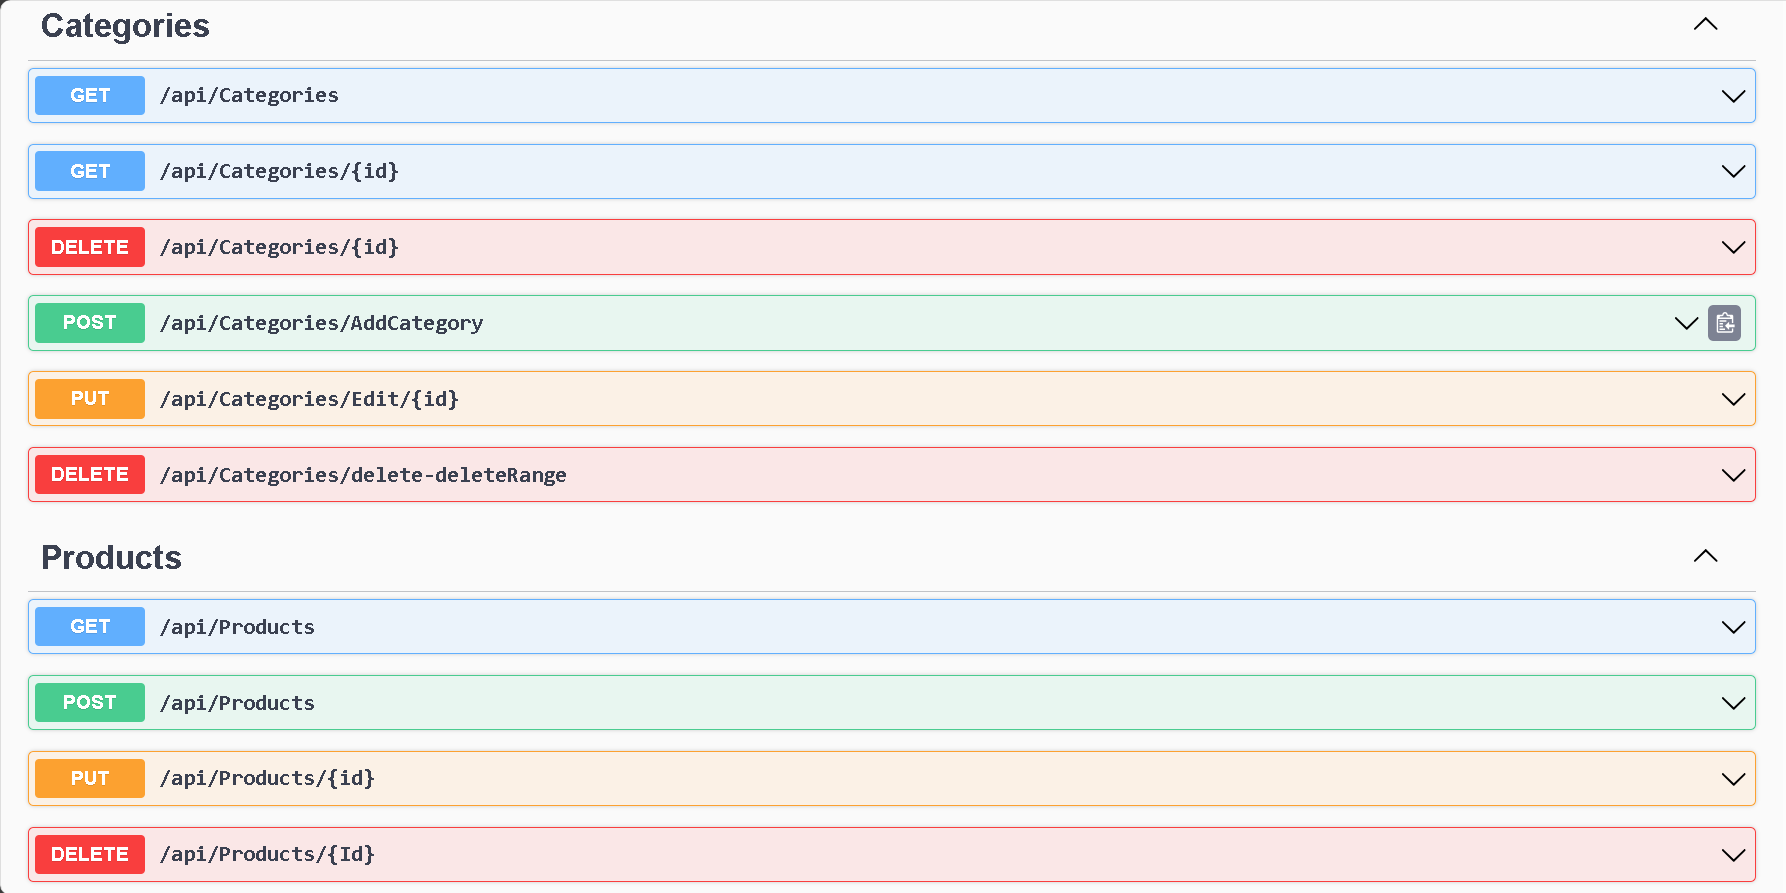 Categories
GET /api/Categories
GET /api/Categories/{id}
DELETE /api/Categories/{id}
POST /api/Categories/AddCategory
PUT /api/Categories/Edit/{id}
DELETE /api/Categories/delete-deleteRange
Products
GET /api/Products
POST /api/Products
PUT /api/Products/{id}
DELETE /api/Products/{Id}